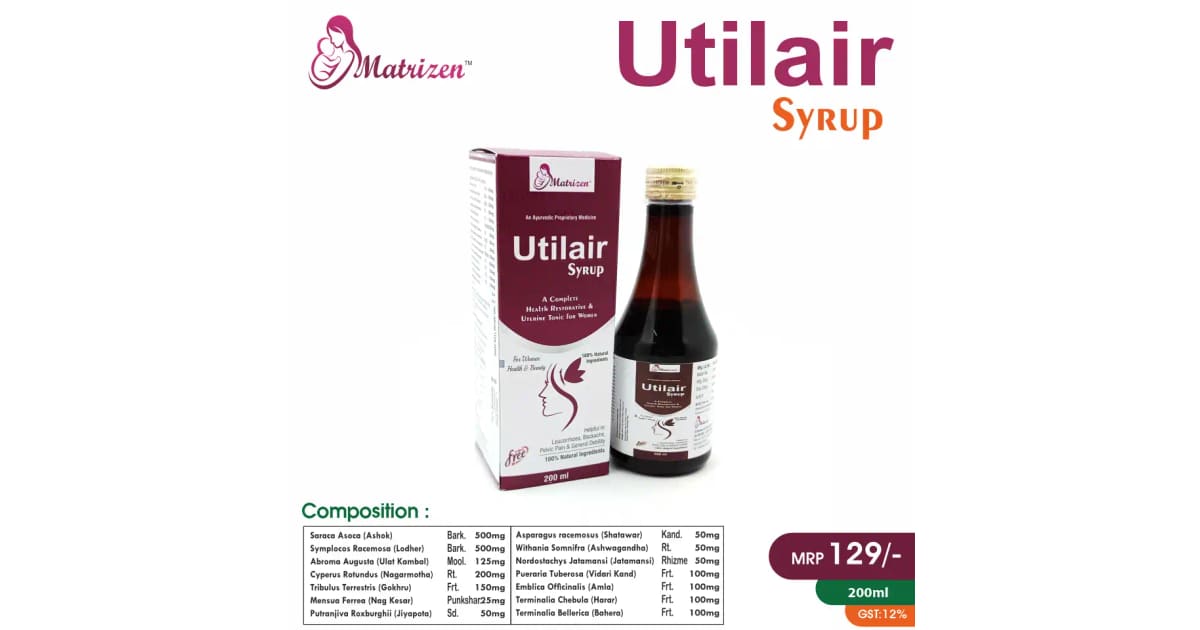 Matrizen™
Utilair
Syrup
Matrizen
An Ayurvedic Proprietary Medicine
Utilair
Syrup
A Complete
Health Restorative &
Uterine Tonic for Women
For Women
Health & Beauty
100% Natural
Ingredients
Helpful in
Leucorrhoea, Backache,
Pelvic Pain & General Debility
100% Natural Ingredients
free
200 ml
Matrizen
Utilair
Syrup
200 ml
Composition :
Saraca Asoca (Ashok) Bark. 500mg
Symplocos Racemosa (Lodher) Bark. 500mg
Abroma Augusta (Ulat Kambal) Mool. 125mg
Cyperus Rotundus (Nagarmotha) Rt. 200mg
Tribulus Terrestris (Gokhru) Frt. 150mg
Mensua Ferrea (Nag Kesar) Punkshar25mg
Putranjiva Roxburghii (Jiyapota) Sd. 50mg
Asparagus racemosus (Shatawar) Kand. 50mg
Withania Somnifra (Ashwagandha) Rt. 50mg
Nordostachys Jatamansi (Jatamansi) Rhizme 50mg
Pueraria Tuberosa (Vidari Kand) Frt. 100mg
Emblica Officinalis (Amla) Frt. 100mg
Terminalia Chebula (Harar) Frt. 100mg
Terminalia Bellerica (Bahera) Frt. 100mg
MRP 129/-
200ml
GST:12%